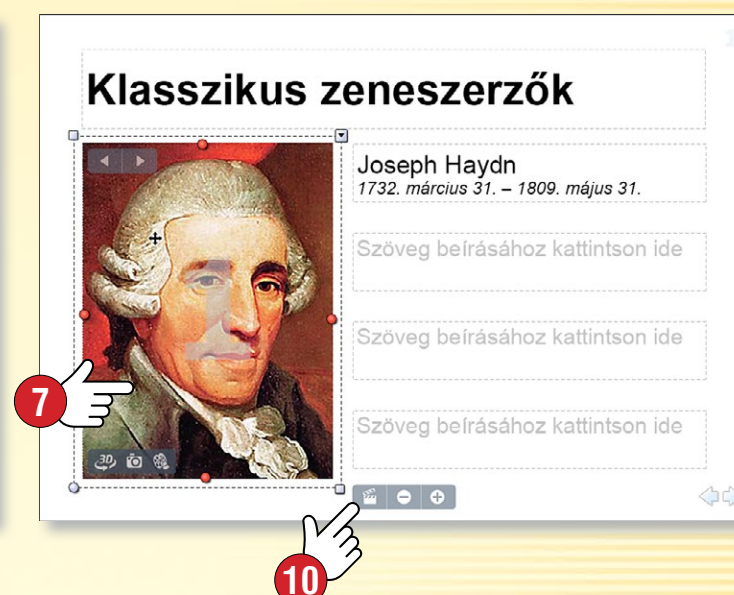 Klasszikus zeneszerzők
Joseph Haydn
1732. március 31. – 1809. május 31.
Szöveg beírásához kattintson ide
Szöveg beírásához kattintson ide
Szöveg beírásához kattintson ide
3D
7
10